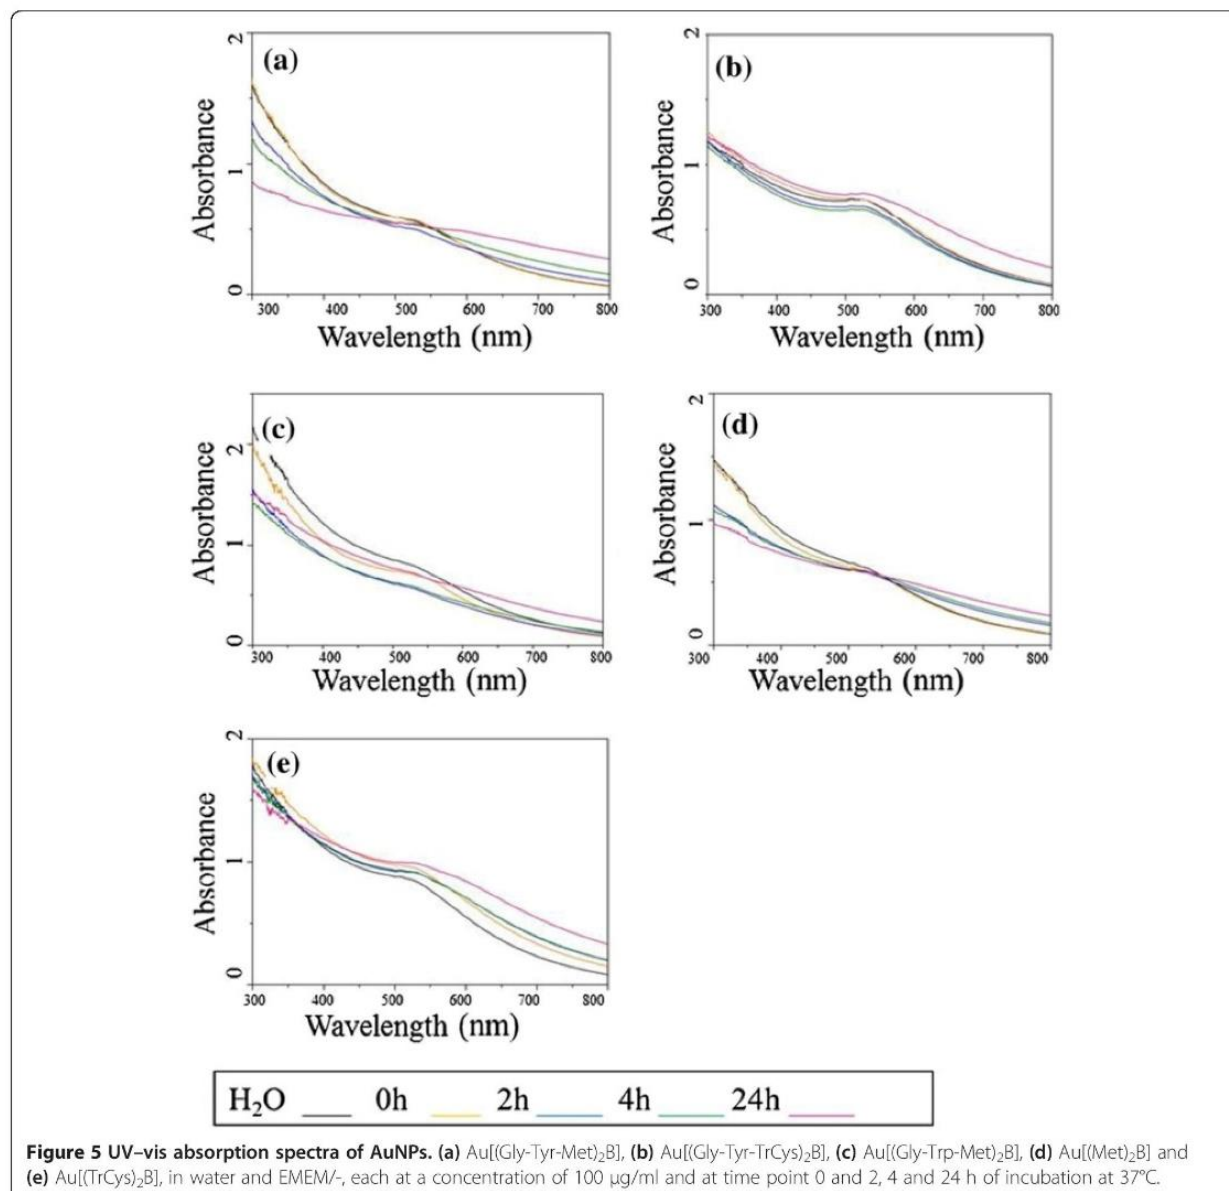 2
(a)
Absorbance
1
0
300 400 500 600 700 800
Wavelength (nm)
2
(b)
Absorbance
1
0
300 400 500 600 700 800
Wavelength (nm)
(c)
2
Absorbance
1
0
300 400 500 600 700 800
Wavelength (nm)
2
(d)
Absorbance
1
0
300 400 500 600 700 800
Wavelength (nm)
2
(e)
Absorbance
1
0
300 400 500 600 700 800
Wavelength (nm)
H₂O 0h 2h 4h 24h
Figure 5 UV–vis absorption spectra of AuNPs. (a) Au[(Gly-Tyr-Met)₂B], (b) Au[(Gly-Tyr-TrCys)₂B], (c) Au[(Gly-Trp-Met)₂B], (d) Au[(Met)₂B] and
(e) Au[(TrCys)₂B], in water and EMEM/-, each at a concentration of 100 μg/ml and at time point 0 and 2, 4 and 24 h of incubation at 37°C.